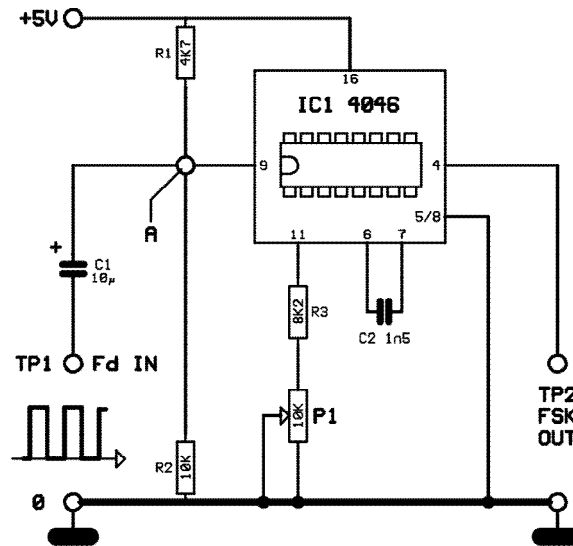 +5V
R1
4K7
16
IC1 4046
9
4
5/8
A
11
6
7
+
C1
10µ
8K2
R3
C2 1n5
TP1
Fd IN
10K
P1
TP2
FSK
OUT
R2
10K
0